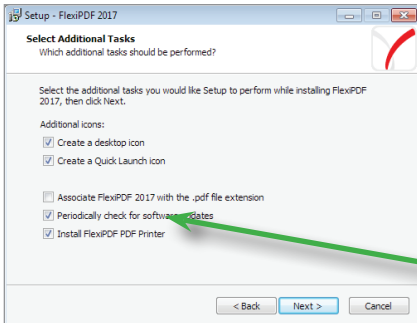 Setup - FlexiPDF 2017
Select Additional Tasks
Which additional tasks should be performed?
Select the additional tasks you would like Setup to perform while installing FlexiPDF
2017, then click Next.
Additional icons:
Create a desktop icon
Create a Quick Launch icon
Associate FlexiPDF 2017 with the .pdf file extension
Periodically check for software updates
Install FlexiPDF PDF Printer
< Back Next > Cancel